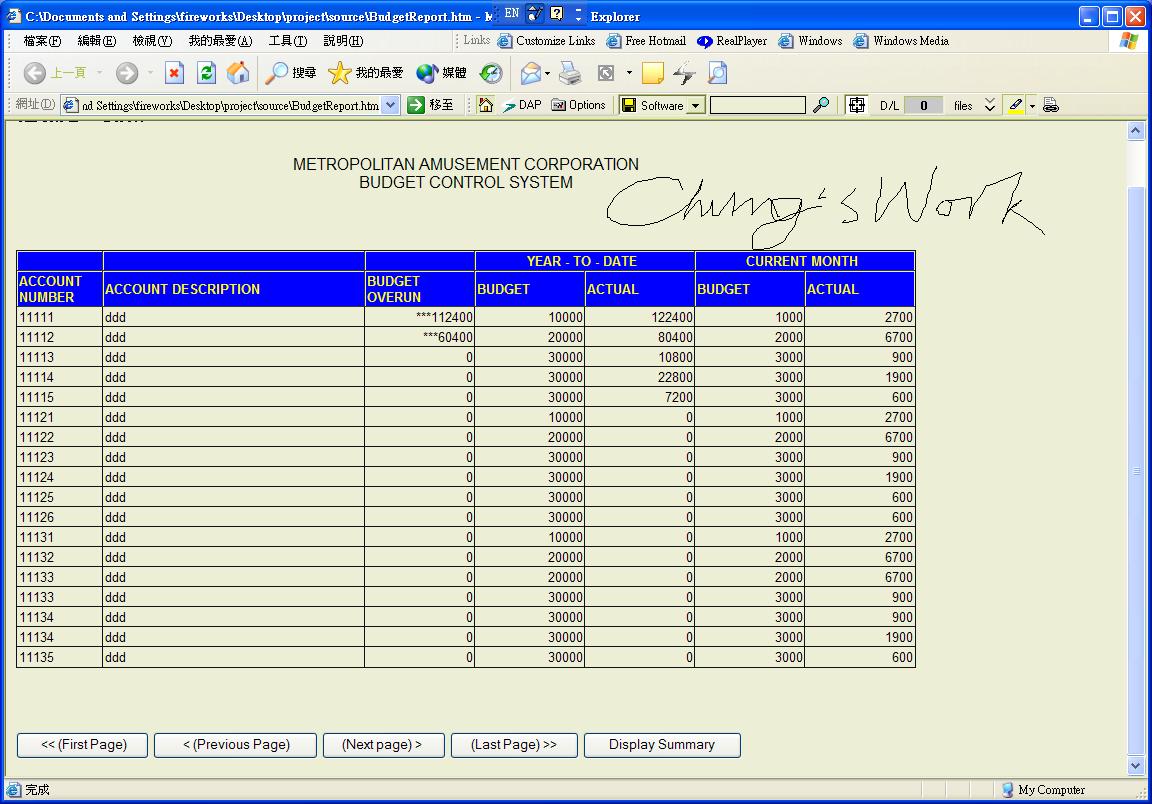 C:\Documents and Settings\fireworks\Desktop\project\source\BudgetReport.htm - M EN ? Explorer
檔案(F) 編輯(E) 檢視(V) 我的最愛(A) 工具(T) 說明(H) Links Customize Links Free Hotmail RealPlayer Windows Windows Media
上一頁 搜尋 我的最愛 媒體
網址(D) nd Settings\fireworks\Desktop\project\source\BudgetReport.htm 移至 DAP Options Software D/L 0 files
METROPOLITAN AMUSEMENT CORPORATION
BUDGET CONTROL SYSTEM
Chung's Work
YEAR - TO - DATE CURRENT MONTH
ACCOUNT NUMBER ACCOUNT DESCRIPTION BUDGET OVERUN BUDGET ACTUAL BUDGET ACTUAL
11111 ddd ***112400 10000 122400 1000 2700
11112 ddd ***60400 20000 80400 2000 6700
11113 ddd 0 30000 10800 3000 900
11114 ddd 0 30000 22800 3000 1900
11115 ddd 0 30000 7200 3000 600
11121 ddd 0 10000 0 1000 2700
11122 ddd 0 20000 0 2000 6700
11123 ddd 0 30000 0 3000 900
11124 ddd 0 30000 0 3000 1900
11125 ddd 0 30000 0 3000 600
11126 ddd 0 30000 0 3000 600
11131 ddd 0 10000 0 1000 2700
11132 ddd 0 20000 0 2000 6700
11133 ddd 0 20000 0 2000 6700
11133 ddd 0 30000 0 3000 900
11134 ddd 0 30000 0 3000 900
11134 ddd 0 30000 0 3000 1900
11135 ddd 0 30000 0 3000 600
<< (First Page) < (Previous Page) (Next page) > (Last Page) >> Display Summary
完成 My Computer